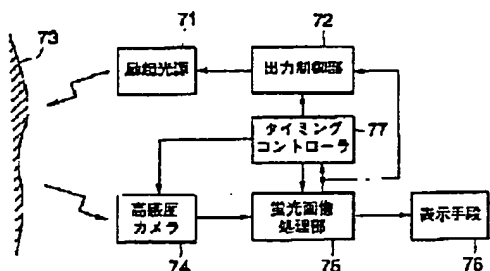 73
71
72
励起光源
出力制御部
タイミング
コントローラ
77
高感度
カメラ
蛍光画像
処理部
表示手段
74
75
76